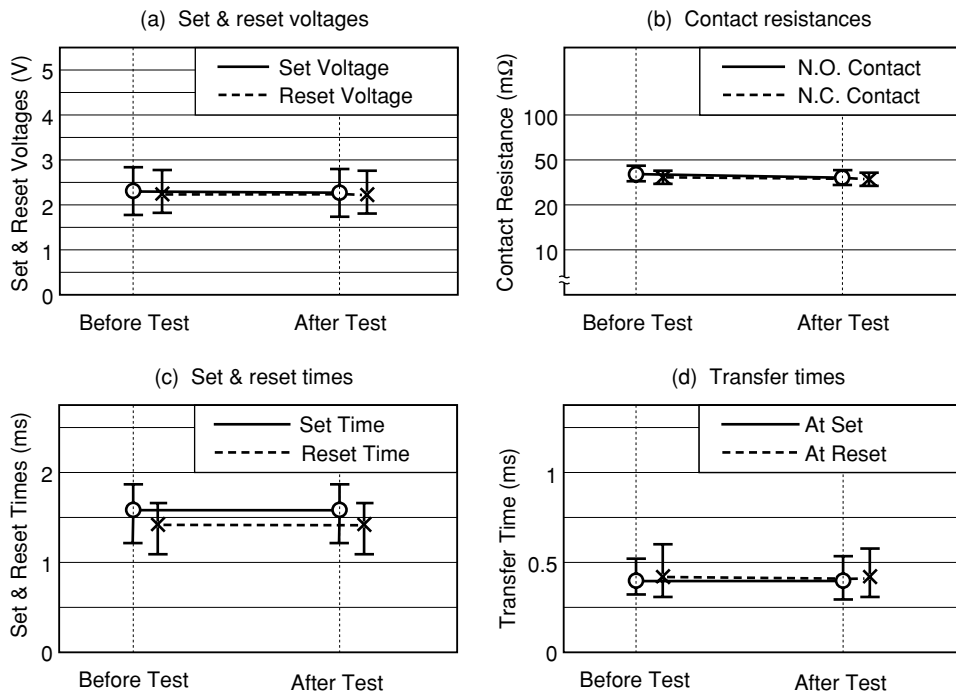 (a) Set & reset voltages
Set & Reset Voltages (V)
5
4
3
2
1
0
Set Voltage
Reset Voltage
Before Test
After Test
(b) Contact resistances
Contact Resistance (mΩ)
100
50
20
10
N.O. Contact
N.C. Contact
Before Test
After Test
(c) Set & reset times
Set & Reset Times (ms)
2
1
0
Set Time
Reset Time
Before Test
After Test
(d) Transfer times
Transfer Time (ms)
1
0.5
0
At Set
At Reset
Before Test
After Test